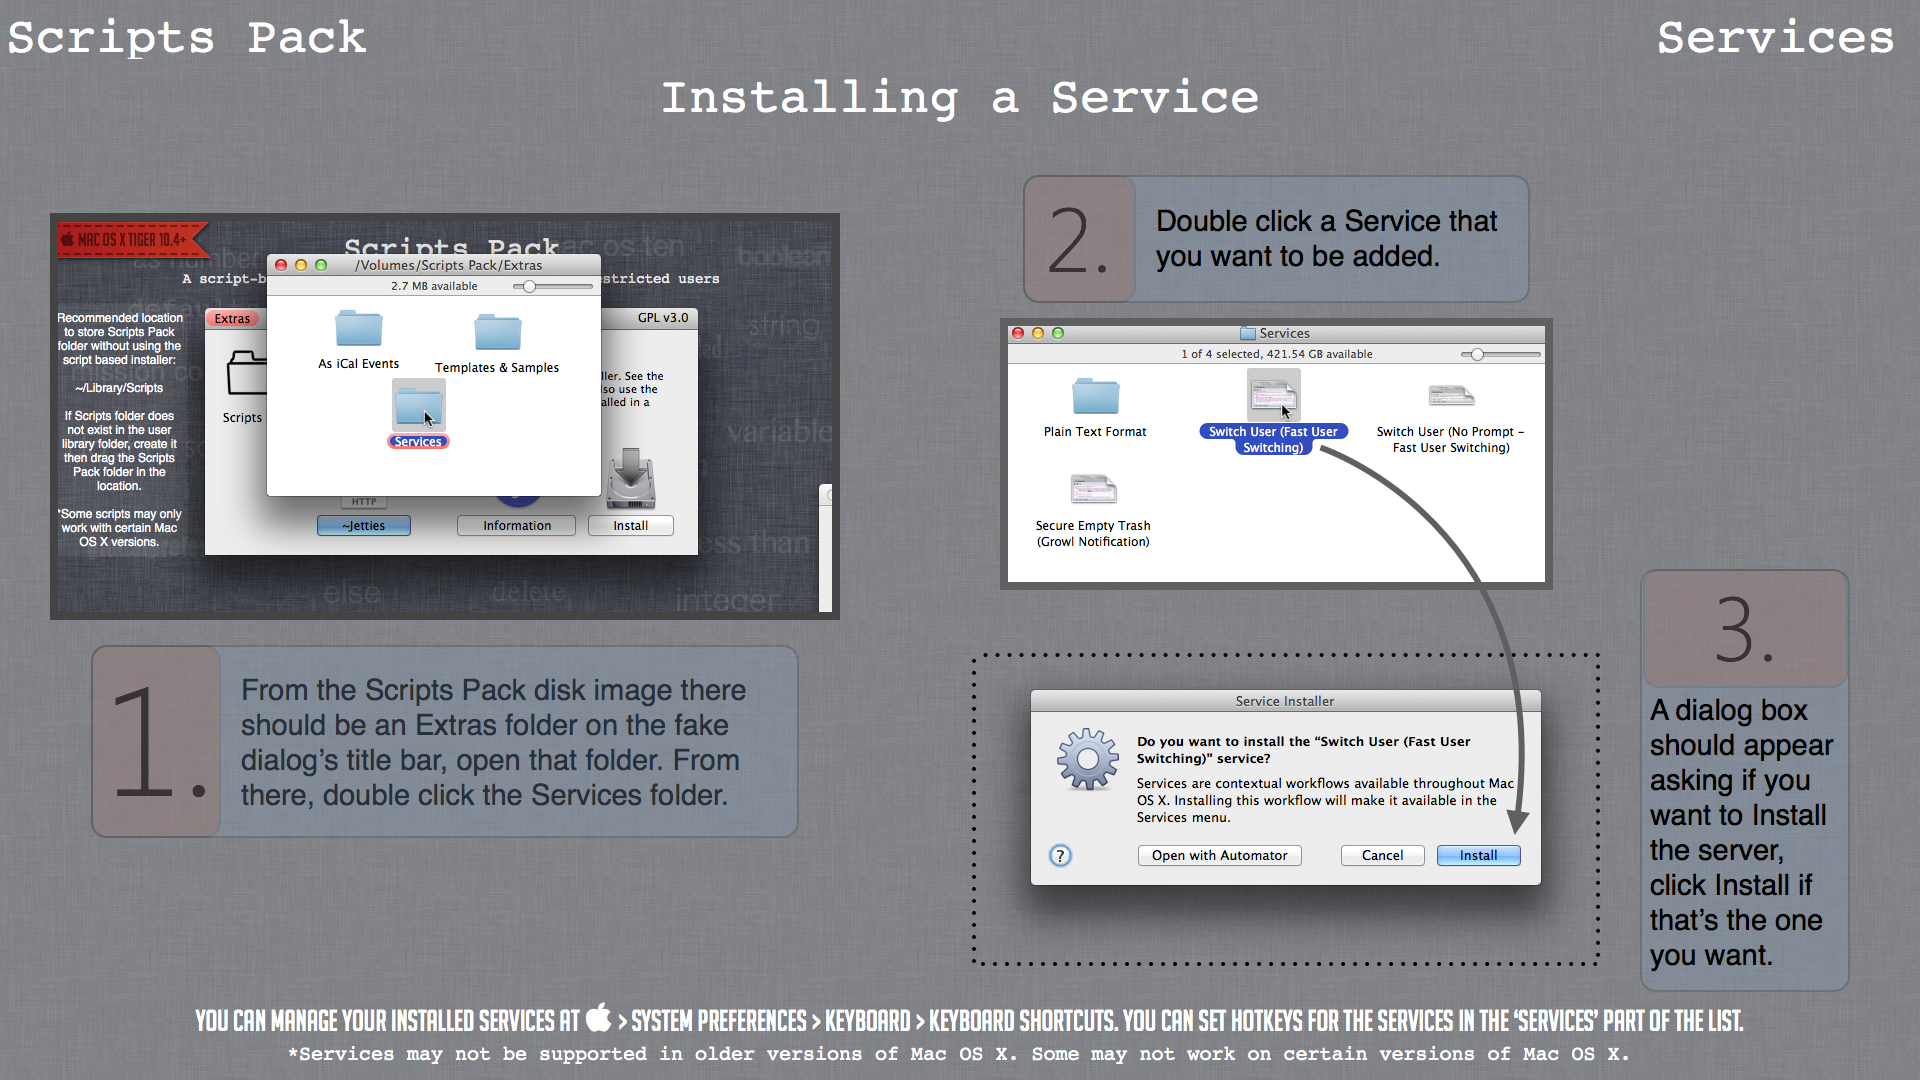 Scripts Pack
Services
Installing a Service
MAC OS X TIGER 10.4+
Scripts Pack
A script-b
stricted users
/Volumes/Scripts Pack/Extras
2.7 MB available
As iCal Events
Templates & Samples
Services
Recommended location
to store Scripts Pack
folder without using the
script based installer:
~/Library/Scripts
If Scripts folder does
not exist in the user
library folder, create it
then drag the Scripts
Pack folder in the
location.
*Some scripts may only
work with certain Mac
OS X versions.
Extras
GPL v3.0
Scripts
ller. See the
so use the
alled in a
HTTP
~Jetties
Information
Install
mac os ten
boolean
string
variable
less than
else
delete
integer
1.
From the Scripts Pack disk image there
should be an Extras folder on the fake
dialog's title bar, open that folder. From
there, double click the Services folder.
2.
Double click a Service that
you want to be added.
Services
1 of 4 selected, 421.54 GB available
Plain Text Format
Switch User (Fast User
Switching)
Switch User (No Prompt –
Fast User Switching)
Secure Empty Trash
(Growl Notification)
Service Installer
Do you want to install the “Switch User (Fast User
Switching)” service?
Services are contextual workflows available throughout Mac
OS X. Installing this workflow will make it available in the
Services menu.
?
Open with Automator
Cancel
Install
3.
A dialog box
should appear
asking if you
want to Install
the server,
click Install if
that's the one
you want.
YOU CAN MANAGE YOUR INSTALLED SERVICES AT > SYSTEM PREFERENCES > KEYBOARD > KEYBOARD SHORTCUTS. YOU CAN SET HOTKEYS FOR THE SERVICES IN THE ‘SERVICES’ PART OF THE LIST.
*Services may not be supported in older versions of Mac OS X. Some may not work on certain versions of Mac OS X.